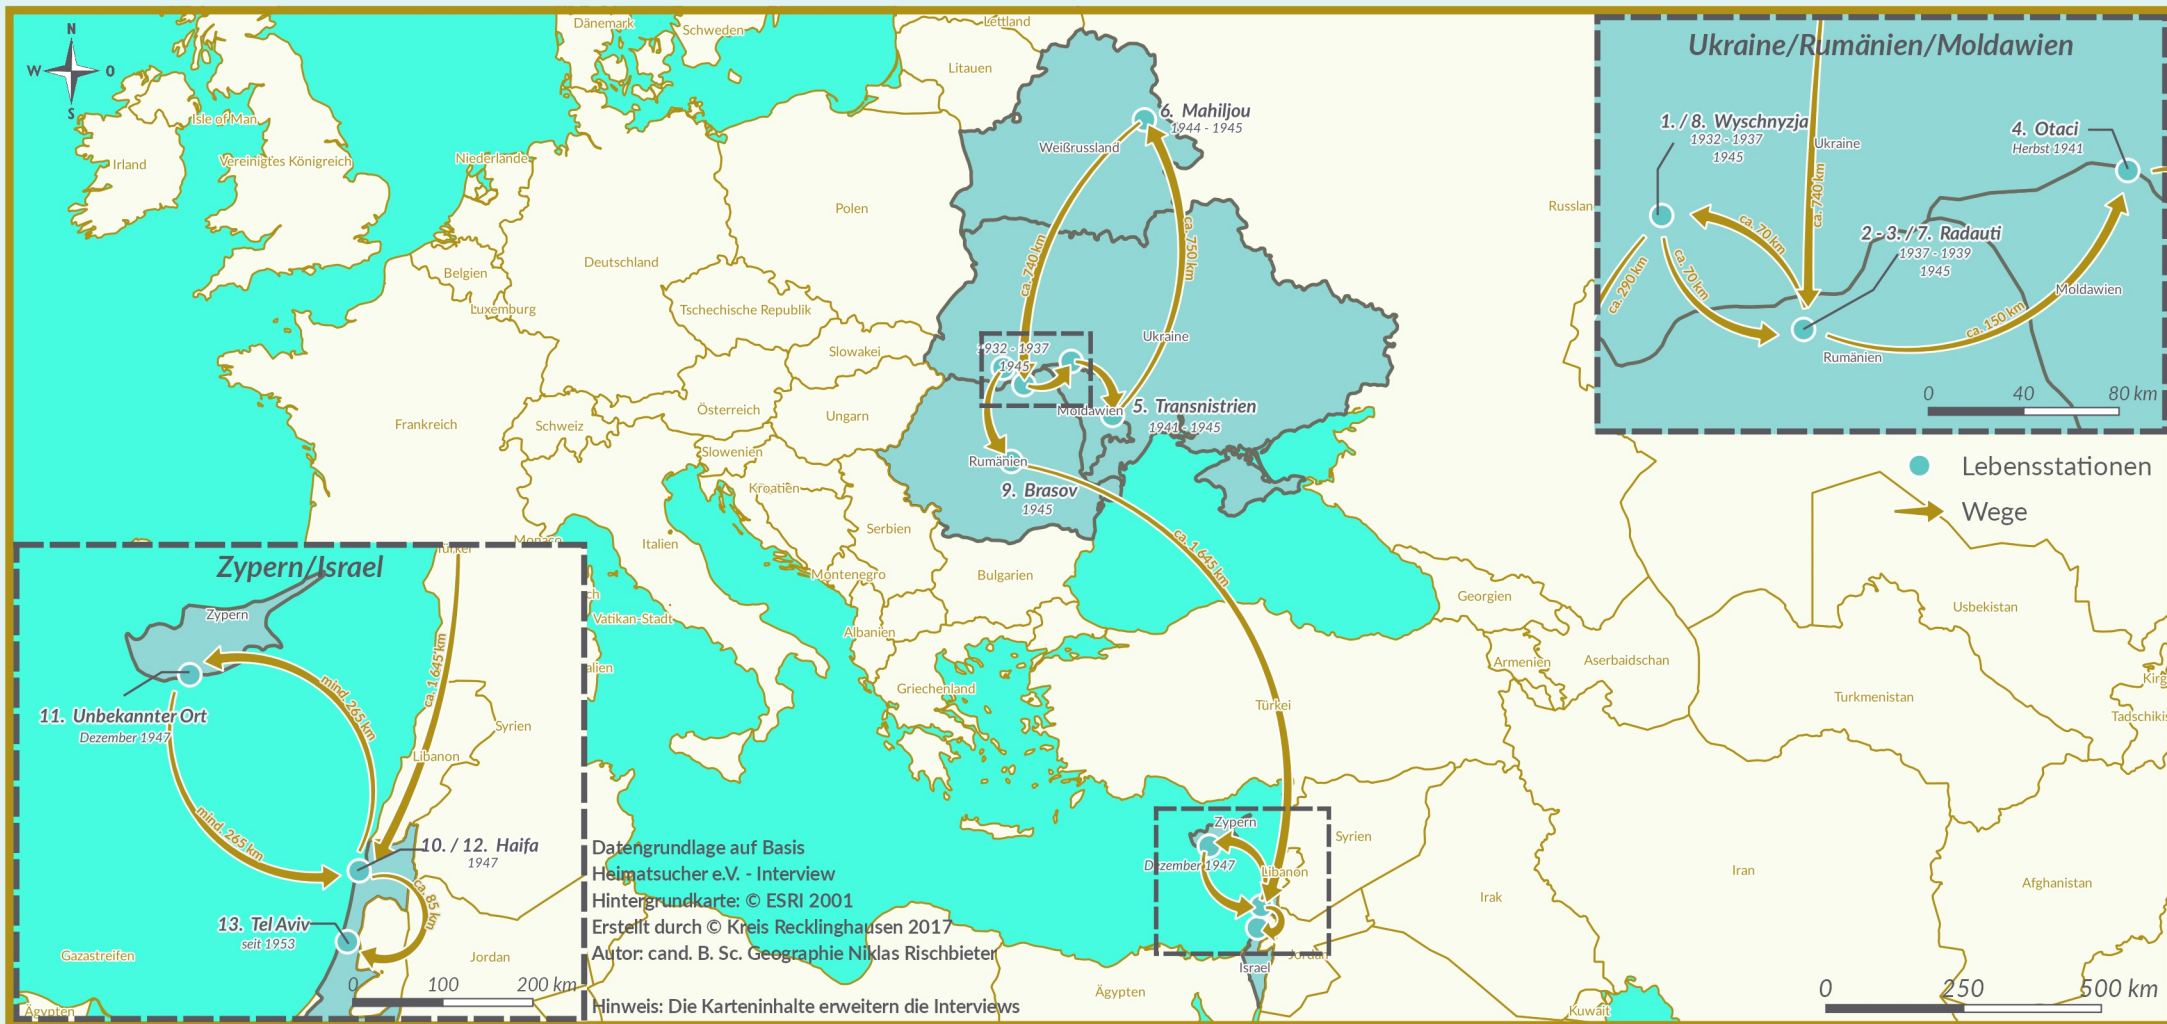 N
W
O
S
Dänemark
Schweden
Lettland
Litauen
Isle of Man
Irland
Vereinigtes Königreich
Niederlande
Belgien
Luxemburg
Deutschland
Polen
Tschechische Republik
Slowakei
Österreich
Ungarn
Schweiz
Frankreich
Slowenien
Kroatien
Serbien
Italien
Montenegro
Vatikan-Stadt
Albanien
Bulgarien
Griechenland
Türkei
Georgien
Armenien
Aserbaidschan
Usbekistan
Turkmenistan
Iran
Irak
Afghanistan
Kuwait
Syrien
Libanon
Zypern
Israel
Ägypten
Weißrussland
Ukraine
Moldawien
Rumänien
6. Mahiljou
1944 - 1945
ca. 740 km
ca. 750 km
1932 - 1937
1945
5. Transnistrien
1941 - 1945
9. Brasov
1945
ca. 1 645 km
Dezember 1947
Ukraine/Rumänien/Moldawien
1. / 8. Wyschnyzja
1932 - 1937
1945
Ukraine
4. Otaci
Herbst 1941
ca. 740 km
ca. 70 km
ca. 70 km
ca. 290 km
2 - 3. / 7. Radauti
1937 - 1939
1945
Moldawien
ca. 150 km
Rumänien
0 40 80 km
Lebensstationen
Wege
Zypern/Israel
Zypern
ca. 1 645 km
mind. 265 km
11. Unbekannter Ort
Dezember 1947
Syrien
Libanon
mind. 265 km
10. / 12. Haifa
1947
ca. 85 km
13. Tel Aviv
seit 1953
Gazastreifen
Jordan
Ägypten
0 100 200 km
Datengrundlage auf Basis
Heimatsucher e.V. - Interview
Hintergrundkarte: © ESRI 2001
Erstellt durch © Kreis Recklinghausen 2017
Autor: cand. B. Sc. Geographie Niklas Rischbieter
Hinweis: Die Karteninhalte erweitern die Interviews
0 250 500 km